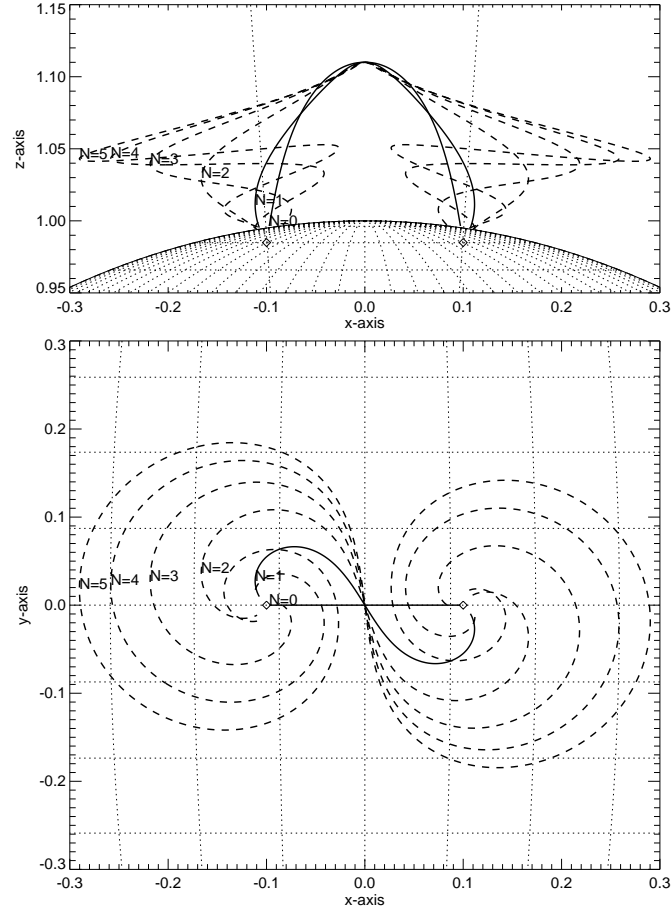 1.15
1.10
1.05
1.00
0.95
z-axis
N=5
N=4
N=3
N=2
N=1
N=0
-0.3 -0.2 -0.1 0.0 0.1 0.2 0.3
x-axis
0.3
0.2
0.1
0.0
-0.1
-0.2
-0.3
y-axis
N=5
N=4
N=3
N=2
N=1
N=0
-0.3 -0.2 -0.1 0.0 0.1 0.2 0.3
x-axis